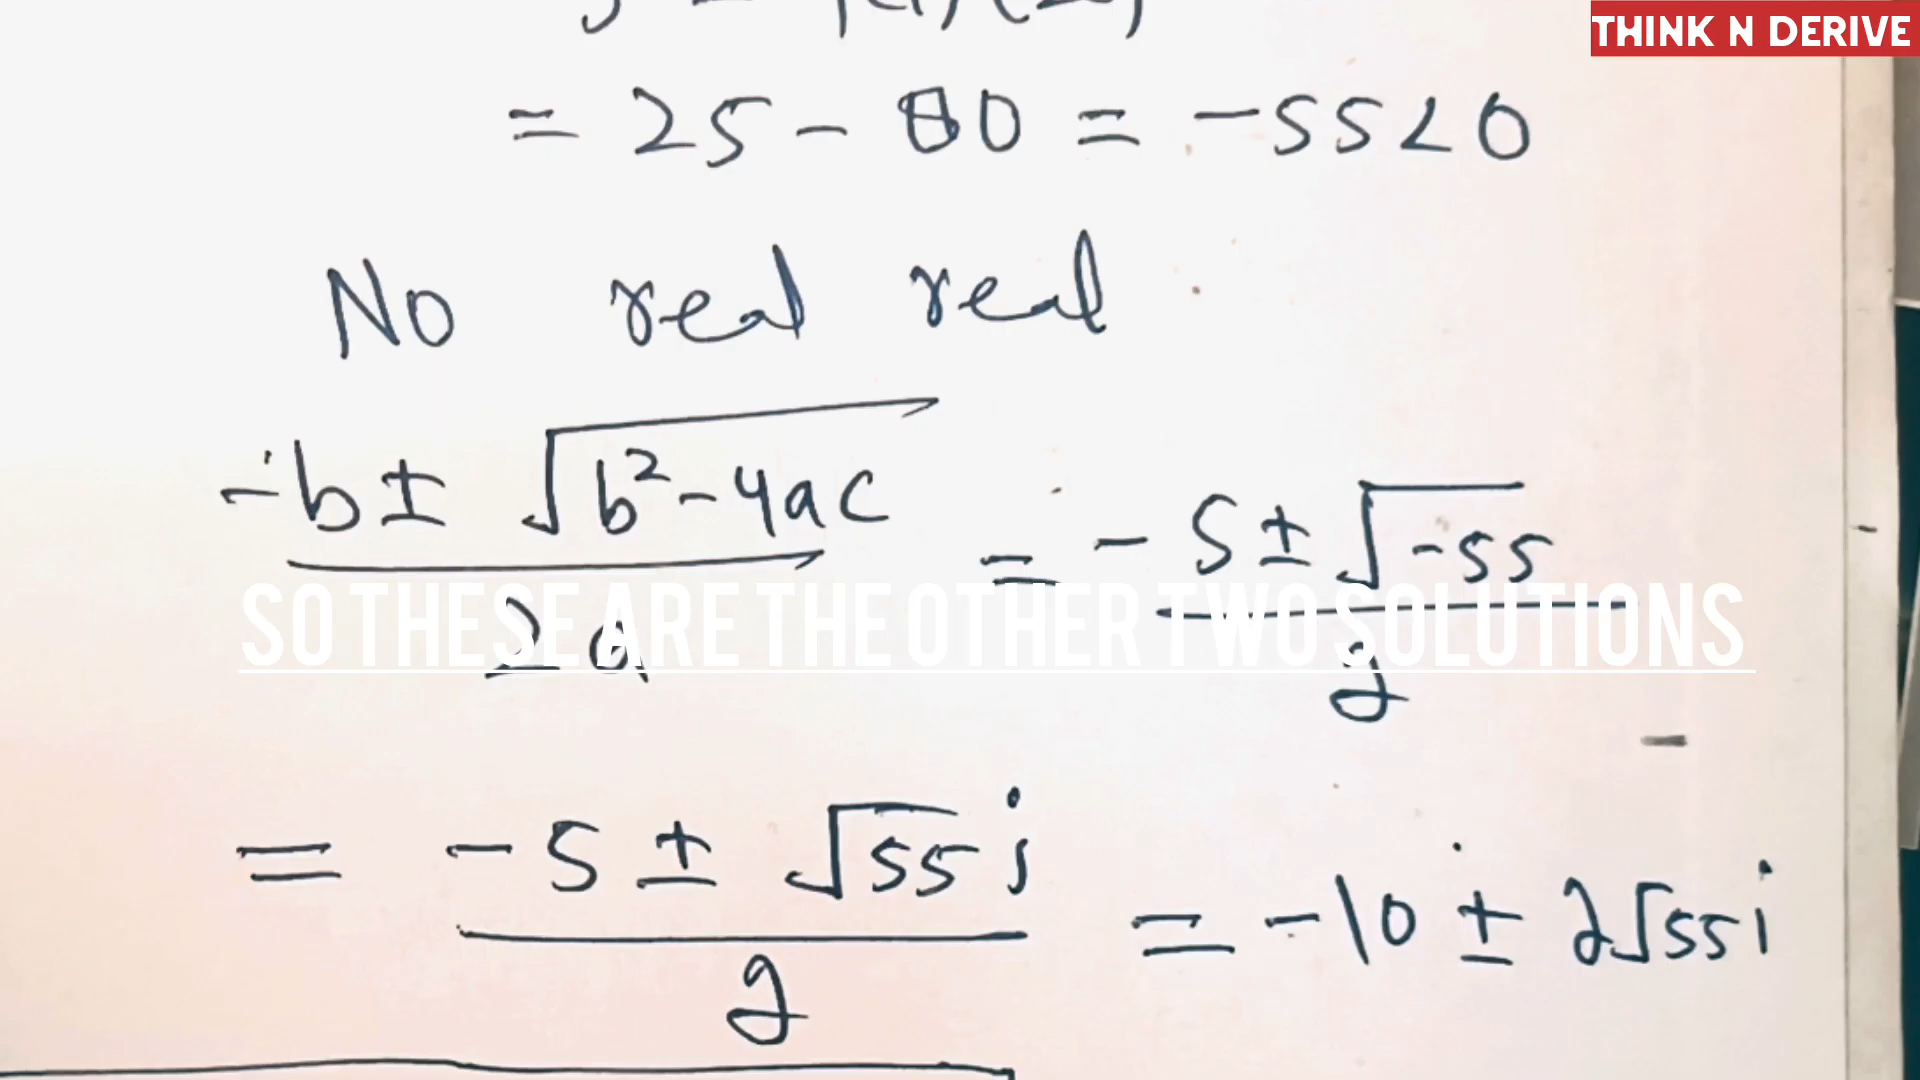 THINK N DERIVE
= 25 - 80 = -55 < 0
No real real
-b ± √b² - 4ac
2a
= -5 ± √-55
2
SO THESE ARE THE OTHER TWO SOLUTIONS
= -5 ± √55 i
2
= -10 ± 2√55 i